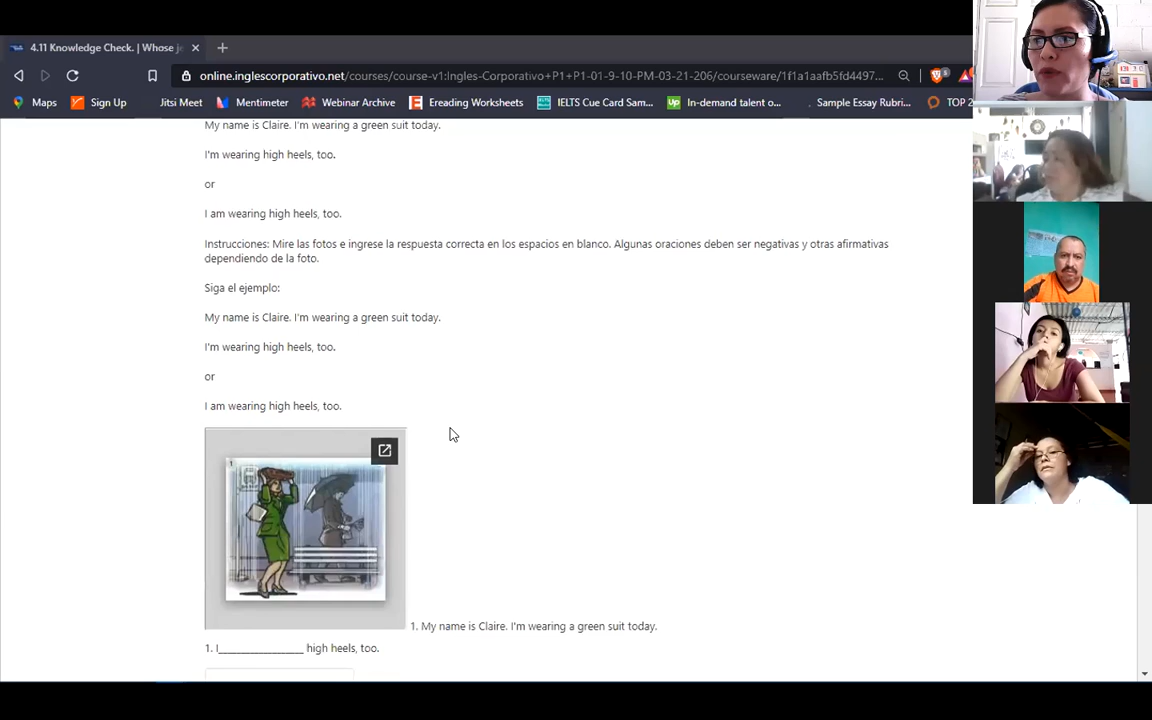 4.11 Knowledge Check. | Whose je
online.inglescorporativo.net/courses/course-v1:Ingles-Corporativo+P1+P1-01-9-10-PM-03-21-206/courseware/1f1a1aafb5fd4497...
Maps Sign Up Jitsi Meet Mentimeter Webinar Archive Ereading Worksheets IELTS Cue Card Sam... Up In-demand talent o... Sample Essay Rubri... TOP 2
My name is Claire. I'm wearing a green suit today.
I'm wearing high heels, too.
or
I am wearing high heels, too.
Instrucciones: Mire las fotos e ingrese la respuesta correcta en los espacios en blanco. Algunas oraciones deben ser negativas y otras afirmativas
dependiendo de la foto.
Siga el ejemplo:
My name is Claire. I'm wearing a green suit today.
I'm wearing high heels, too.
or
I am wearing high heels, too.
1
1. My name is Claire. I'm wearing a green suit today.
1. I________________ high heels, too.